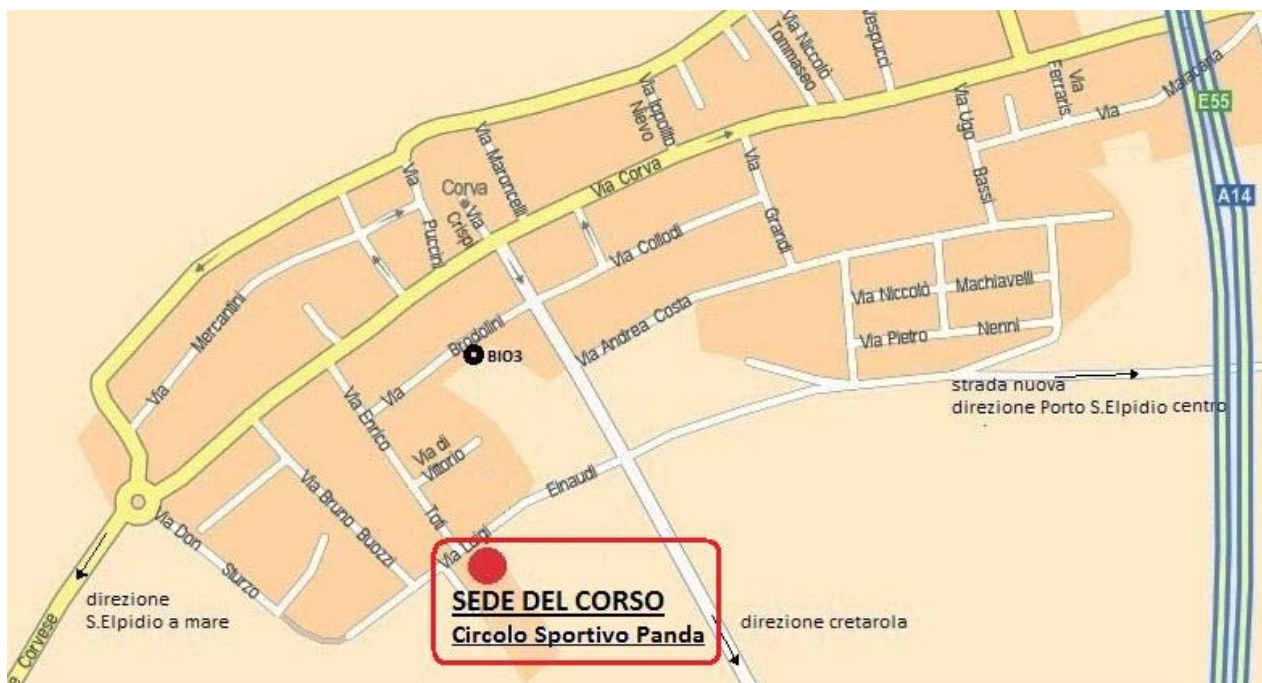 Via Niccolò
Tommaseo
Vespucci
Via Ippolito
Nievo
Via
Ferraris
Via Malagana
E55
A14
Via Ugo
Bassi
Via Maroncelli
Via Corva
Corva
Via
Crispi
Via
Puccini
Via
Grandi
Via Collodi
Via Mercantini
Via Niccolò Machiavelli
Via Andrea Costa
Via Pietro Nenni
Via Brodolini
BIO3
strada nuova
direzione Porto S.Elpidio centro
Via Enrico Toti
Via di
Vittorio
Via Luigi Einaudi
Via Bruno Buozzi
Via Don Sturzo
SEDE DEL CORSO
Circolo Sportivo Panda
direzione
S.Elpidio a mare
direzione cretarola
e Corvese